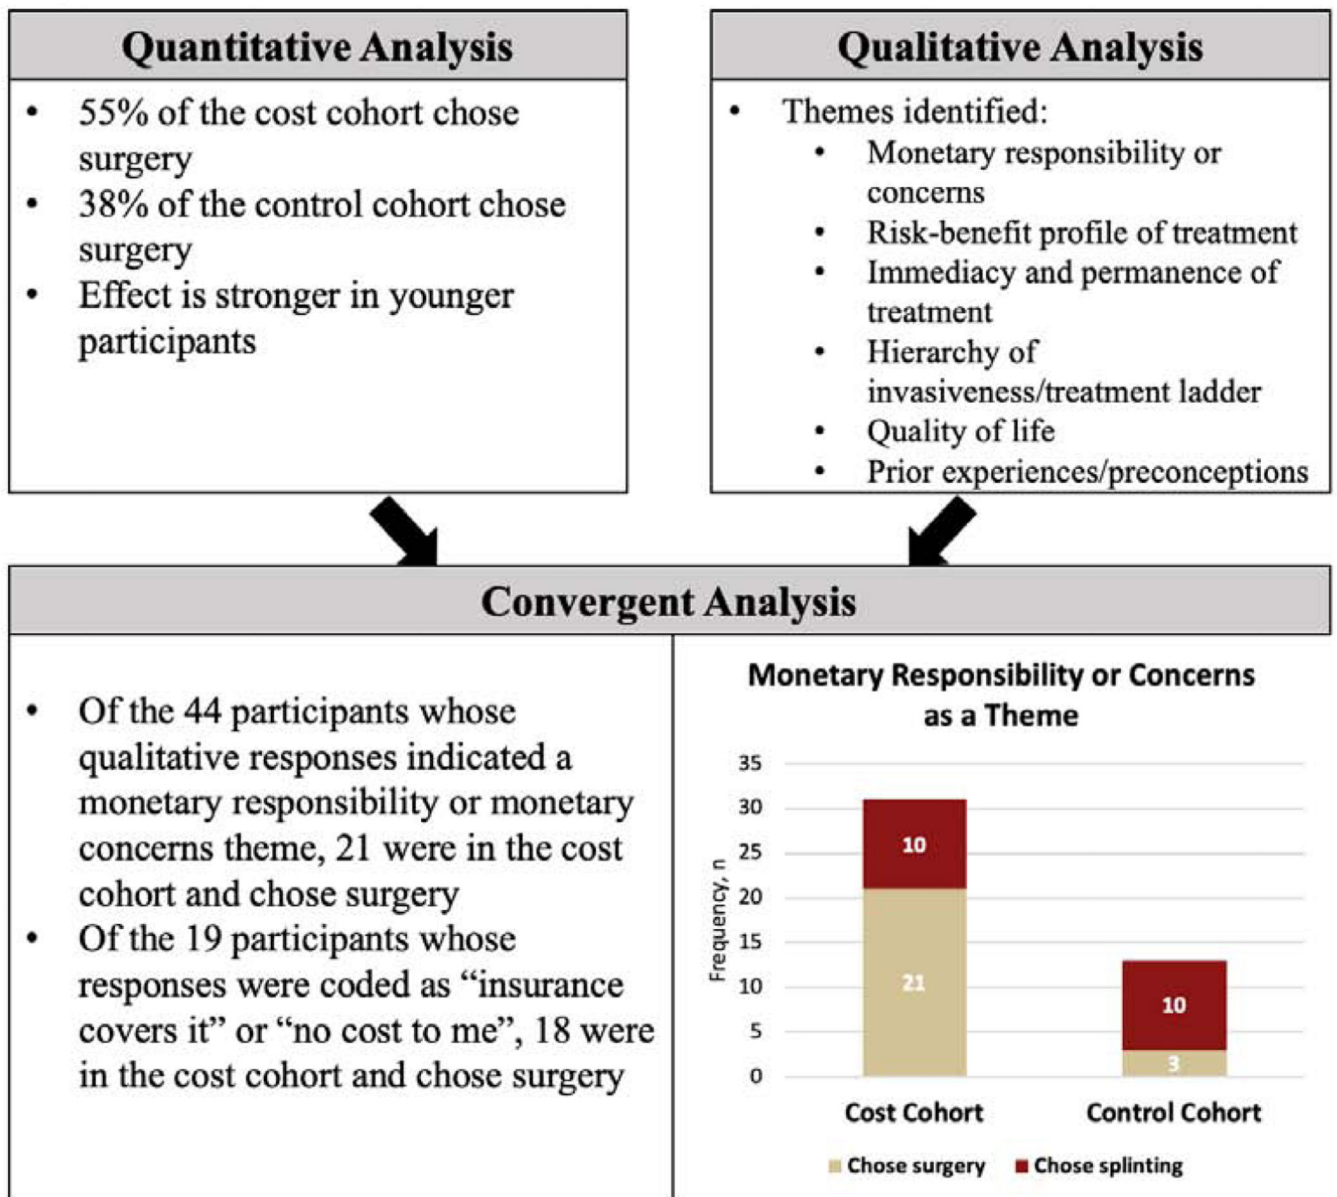 Quantitative Analysis
• 55% of the cost cohort chose
surgery
• 38% of the control cohort chose
surgery
• Effect is stronger in younger
participants
Qualitative Analysis
• Themes identified:
• Monetary responsibility or
concerns
• Risk-benefit profile of treatment
• Immediacy and permanence of
treatment
• Hierarchy of
invasiveness/treatment ladder
• Quality of life
• Prior experiences/preconceptions
Convergent Analysis
• Of the 44 participants whose
qualitative responses indicated a
monetary responsibility or monetary
concerns theme, 21 were in the cost
cohort and chose surgery
• Of the 19 participants whose
responses were coded as “insurance
covers it” or “no cost to me”, 18 were
in the cost cohort and chose surgery
Monetary Responsibility or Concerns
as a Theme
Frequency, n
35
30
25
20
15
10
5
0
10
21
10
3
Cost Cohort
Control Cohort
Chose surgery
Chose splinting